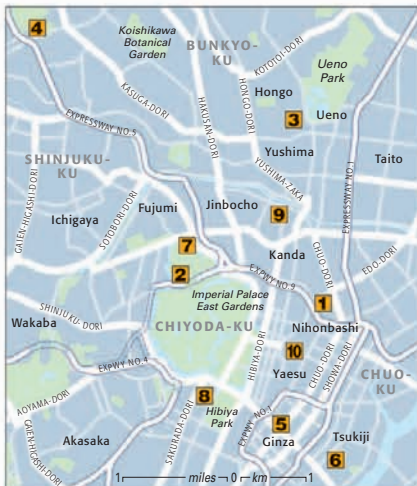 4
Koishikawa
Botanical
Garden
BUNKYO-
KU
KOTOTOI-DORI
Ueno
Park
KASUGA-DORI
HAKUSAN-DORI
HONGO-DORI
Hongo
3
Ueno
EXPRESSWAY NO.5
Yushima
EXPRESSWAY NO.1
SHINJUKU-
KU
YUSHIMA-ZAKA
Taito
GAIEN-HIGASHI-DORI
SOTOBORI-DORI
Ichigaya
Fujumi
Jinbocho
9
7
Kanda
CHUO-DORI
EDO-DORI
2
EXPWY NO.9
Imperial Palace
East Gardens
1
SHINJUKU-DORI
Wakaba
CHIYODA-KU
Nihonbashi
HIBIYA-DORI
10
Yaesu
CHUO-DORI
SHOWA-DORI
CHUO-
KU
EXPWY NO.4
AOYAMA-DORI
8
Hibiya
Park
SAKURADA-DORI
EXPWY NO.1
5
Ginza
Tsukiji
GAIEN-HIGASHI-DORI
Akasaka
6
1 miles 0 km 1